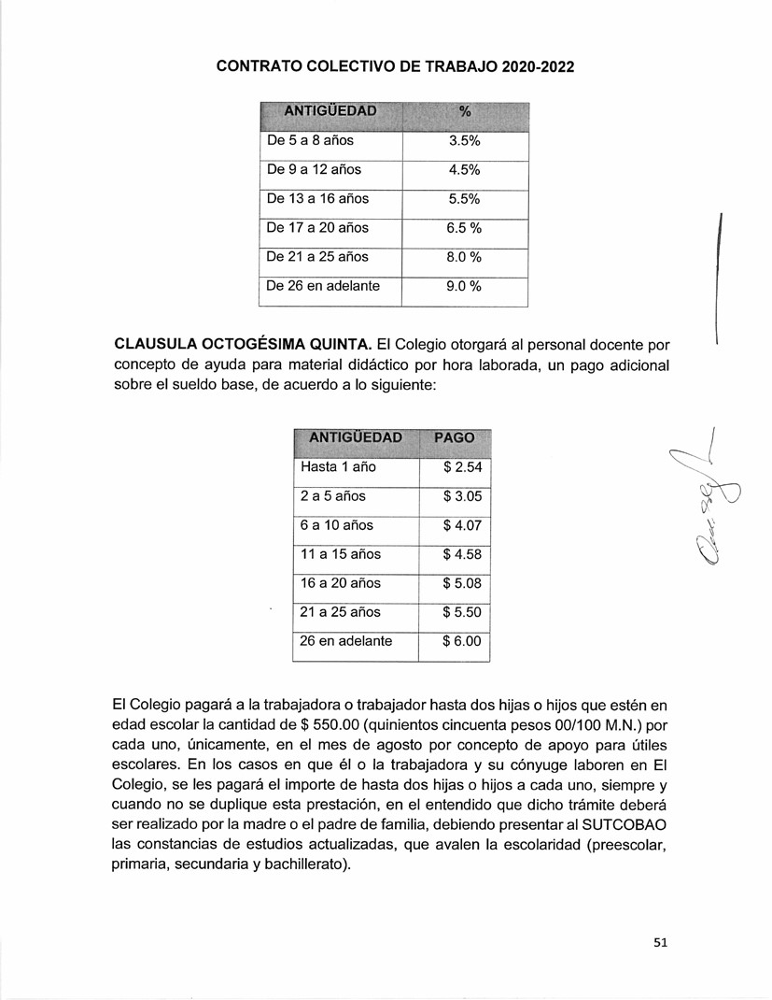 CONTRATO COLECTIVO DE TRABAJO 2020-2022
ANTIGÜEDAD %
De 5 a 8 años 3.5%
De 9 a 12 años 4.5%
De 13 a 16 años 5.5%
De 17 a 20 años 6.5 %
De 21 a 25 años 8.0 %
De 26 en adelante 9.0 %
CLAUSULA OCTOGÉSIMA QUINTA. El Colegio otorgará al personal docente por
concepto de ayuda para material didáctico por hora laborada, un pago adicional
sobre el sueldo base, de acuerdo a lo siguiente:
ANTIGÜEDAD PAGO
Hasta 1 año $ 2.54
2 a 5 años $ 3.05
6 a 10 años $ 4.07
11 a 15 años $ 4.58
16 a 20 años $ 5.08
21 a 25 años $ 5.50
26 en adelante $ 6.00
El Colegio pagará a la trabajadora o trabajador hasta dos hijas o hijos que estén en
edad escolar la cantidad de $ 550.00 (quinientos cincuenta pesos 00/100 M.N.) por
cada uno, únicamente, en el mes de agosto por concepto de apoyo para útiles
escolares. En los casos en que él o la trabajadora y su cónyuge laboren en El
Colegio, se les pagará el importe de hasta dos hijas o hijos a cada uno, siempre y
cuando no se duplique esta prestación, en el entendido que dicho trámite deberá
ser realizado por la madre o el padre de familia, debiendo presentar al SUTCOBAO
las constancias de estudios actualizadas, que avalen la escolaridad (preescolar,
primaria, secundaria y bachillerato).
51